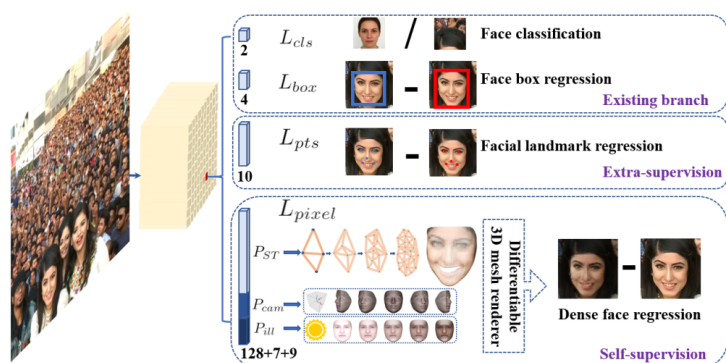 L_cls / Face classification
2
L_box - Face box regression
4
Existing branch
L_pts - Facial landmark regression
10
Extra-supervision
L_pixel
P_ST
Differentiable
3D mesh renderer
-
P_cam
Dense face regression
P_ill
128+7+9
Self-supervision